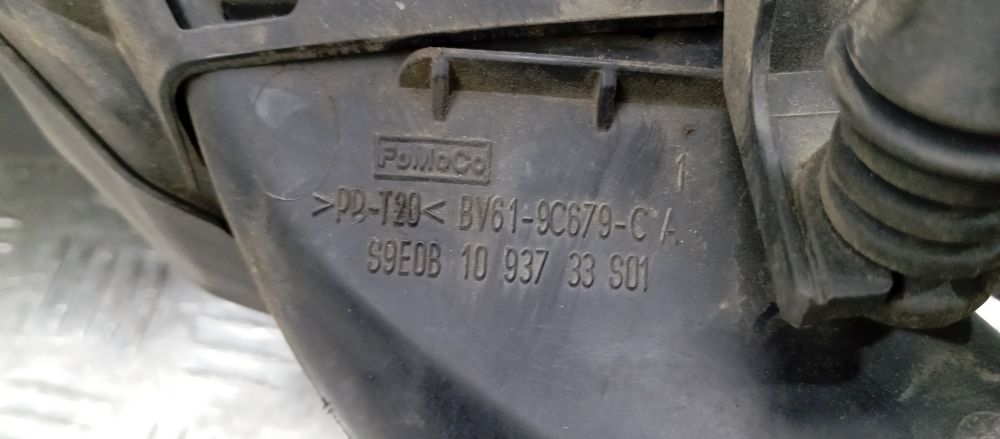 FoMoCo
1
>PP-T20< BV61-9C679-C A
S9E0B 10 937 33 S01